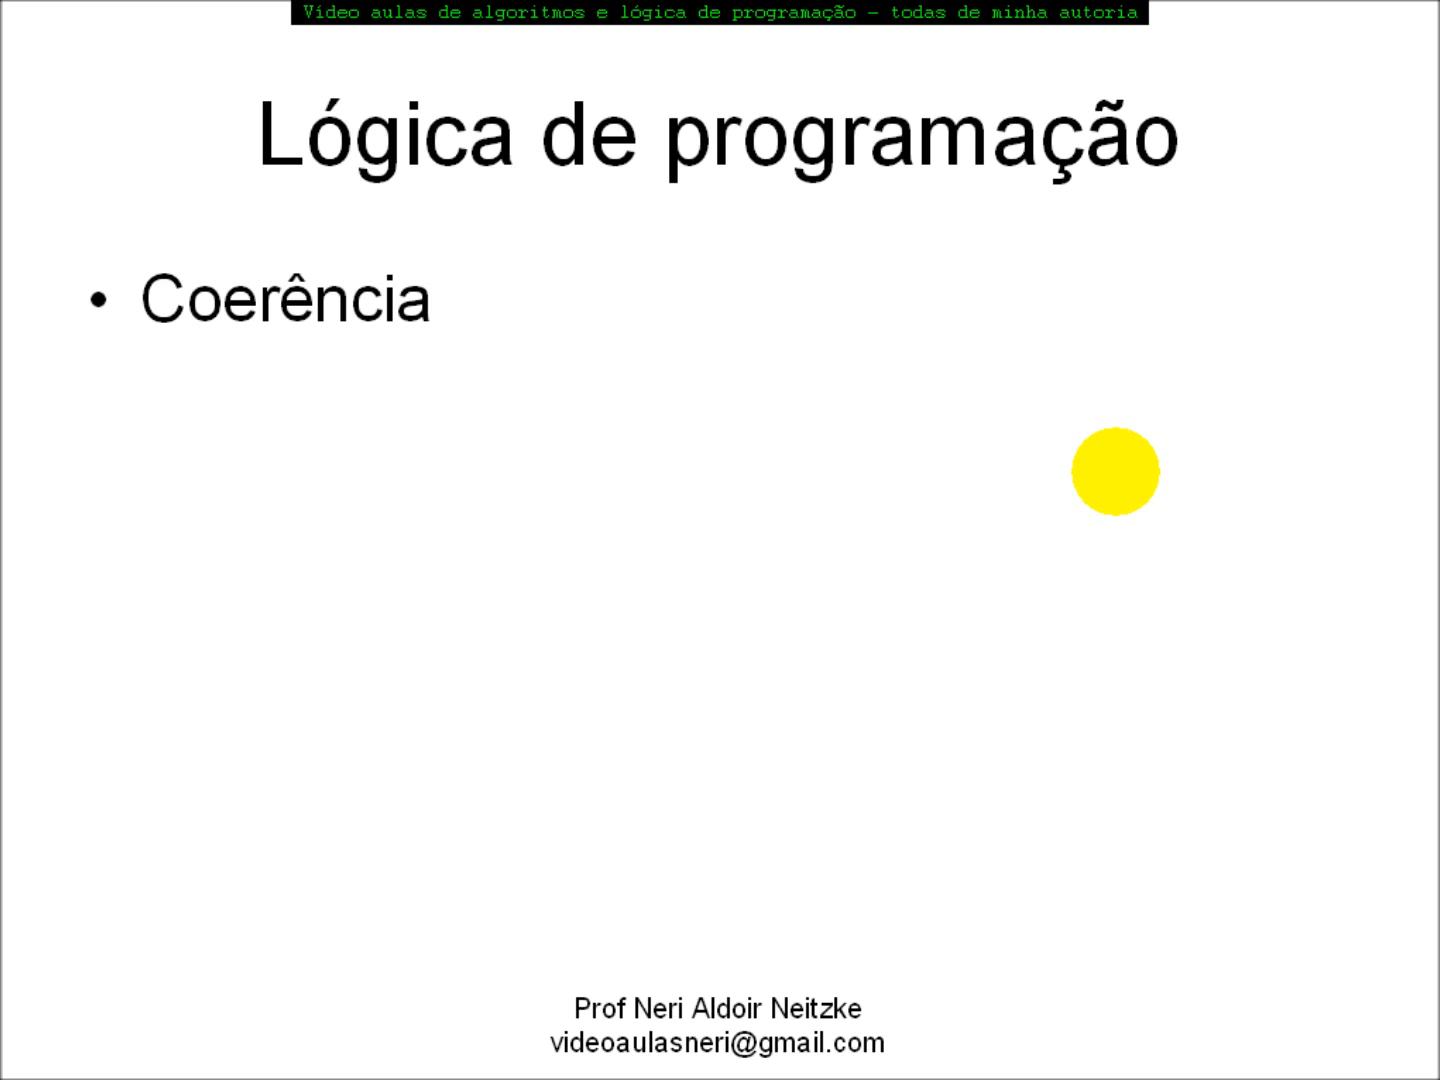 Vídeo aulas de algoritmos e lógica de programação - todas de minha autoria
Lógica de programação
• Coerência
Prof Neri Aldoir Neitzke
videoaulasneri@gmail.com